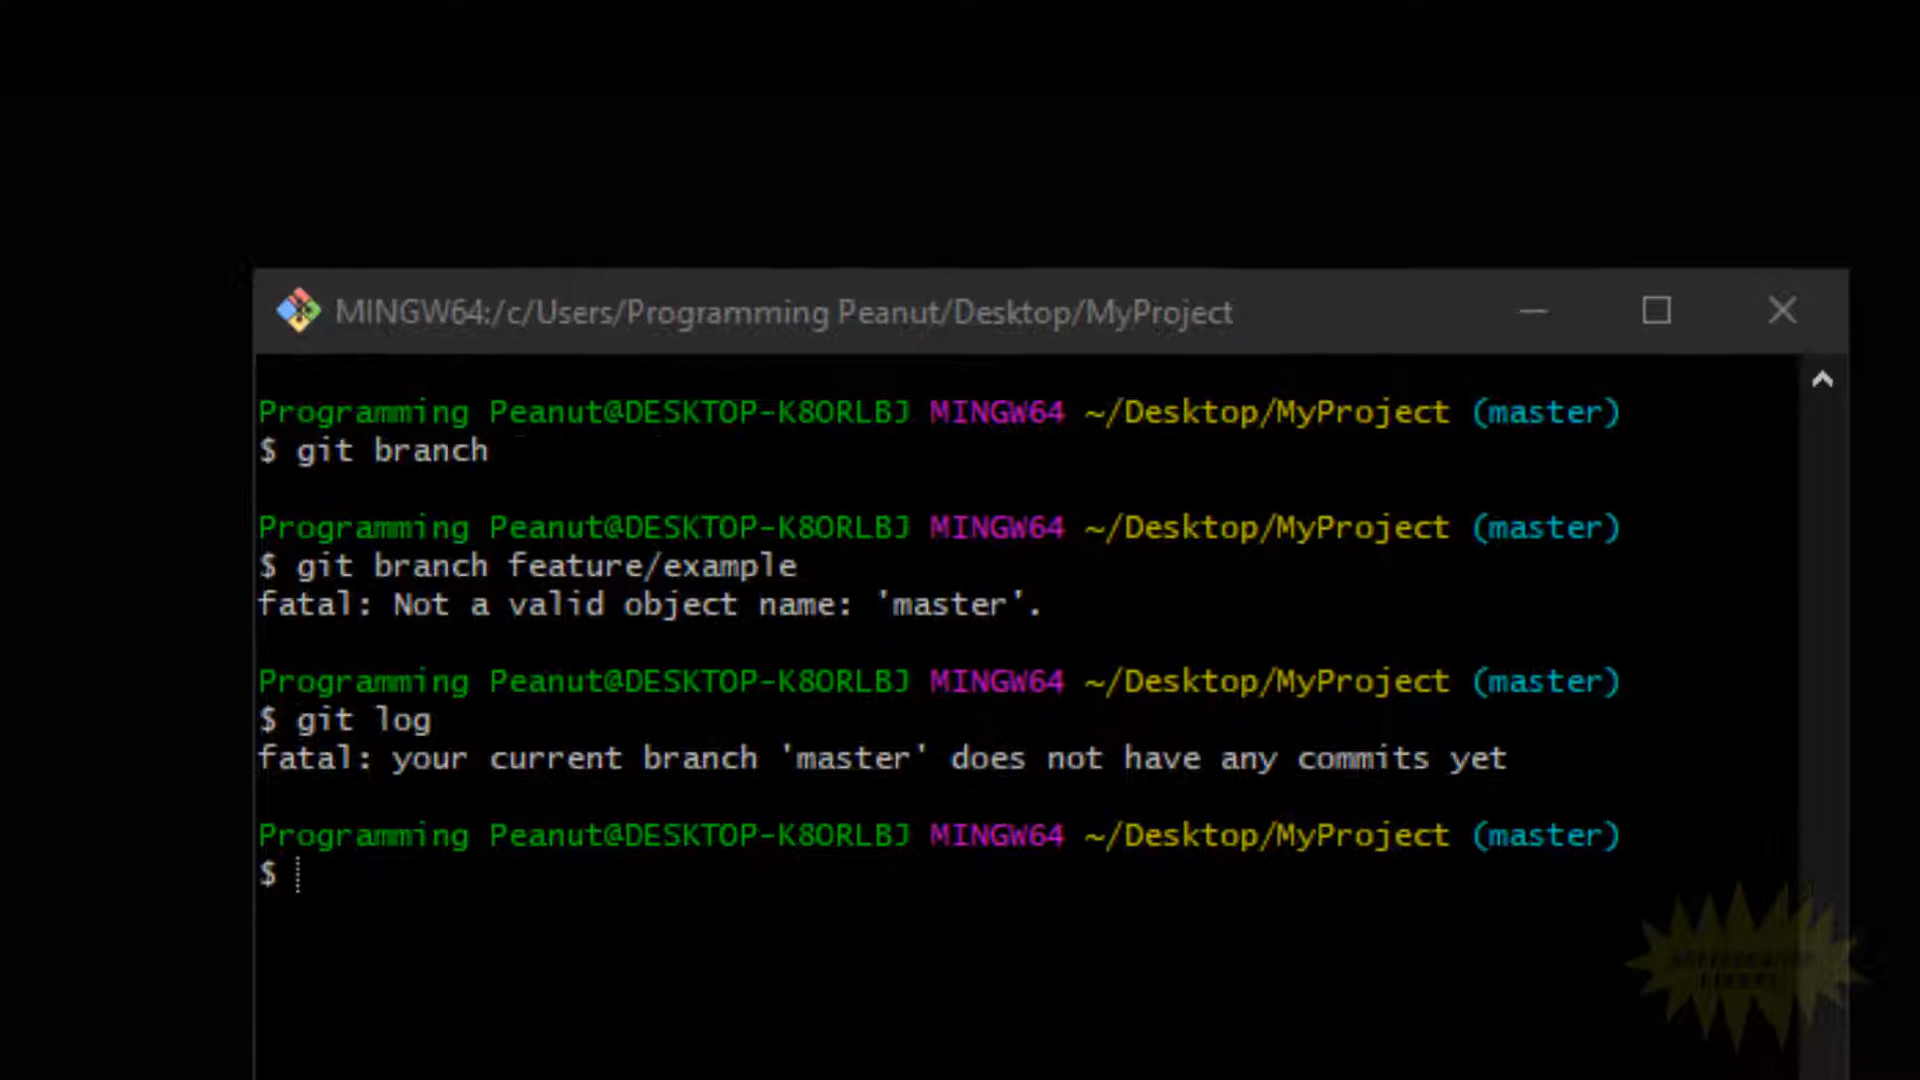 MINGW64:/c/Users/Programming Peanut/Desktop/MyProject
Programming Peanut@DESKTOP-K8ORLBJ MINGW64 ~/Desktop/MyProject (master)
$ git branch
Programming Peanut@DESKTOP-K8ORLBJ MINGW64 ~/Desktop/MyProject (master)
$ git branch feature/example
fatal: Not a valid object name: 'master'.
Programming Peanut@DESKTOP-K8ORLBJ MINGW64 ~/Desktop/MyProject (master)
$ git log
fatal: your current branch 'master' does not have any commits yet
Programming Peanut@DESKTOP-K8ORLBJ MINGW64 ~/Desktop/MyProject (master)
$